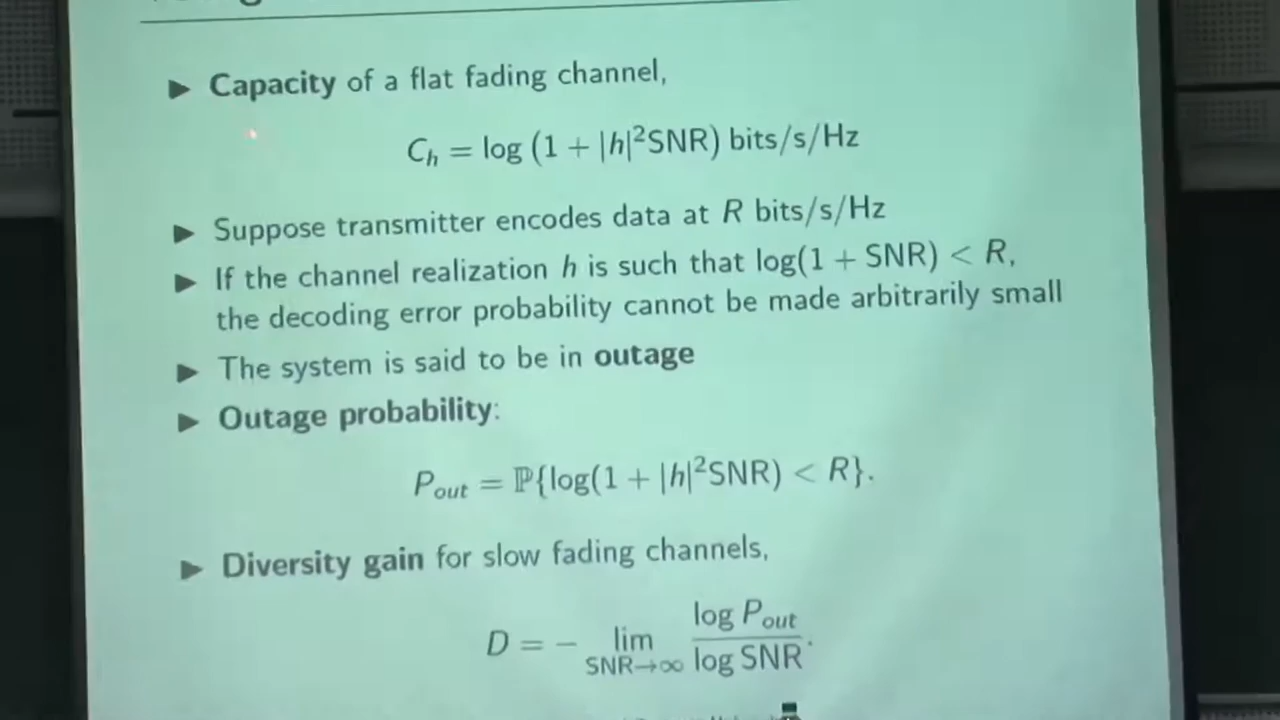 ▶ Capacity of a flat fading channel,
C_h = log (1 + |h|²SNR) bits/s/Hz
▶ Suppose transmitter encodes data at R bits/s/Hz
▶ If the channel realization h is such that log(1 + SNR) < R,
the decoding error probability cannot be made arbitrarily small
▶ The system is said to be in outage
▶ Outage probability:
P_out = ℙ{log(1 + |h|²SNR) < R}.
▶ Diversity gain for slow fading channels,
D = − lim_{SNR→∞} log P_out / log SNR.